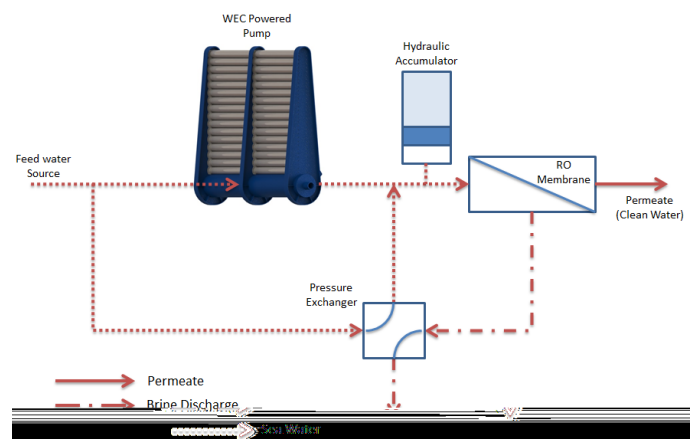 WEC Powered
Pump
Hydraulic
Accumulator
Feed water
Source
RO
Membrane
Permeate
(Clean Water)
Pressure
Exchanger
Permeate
Bripe Discharge
Sea Water